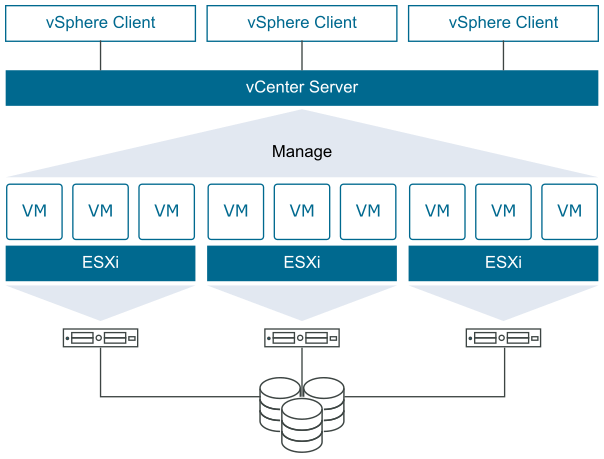 vSphere Client
vSphere Client
vSphere Client
vCenter Server
Manage
VM
VM
VM
VM
VM
VM
VM
VM
VM
ESXi
ESXi
ESXi